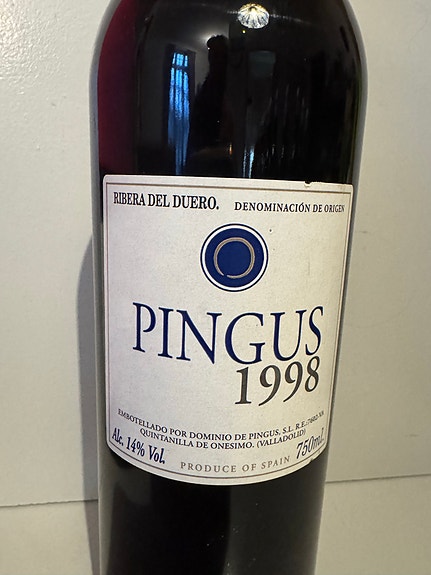 RIBERA DEL DUERO. DENOMINACIÓN DE ORIGEN
PINGUS
1998
EMBOTELLADO POR DOMINIO DE PINGUS, S.L. R.E.
QUINTANILLA DE ONESIMO. (VALLADOLID)
Alc. 14% Vol. 750ml.
PRODUCE OF SPAIN